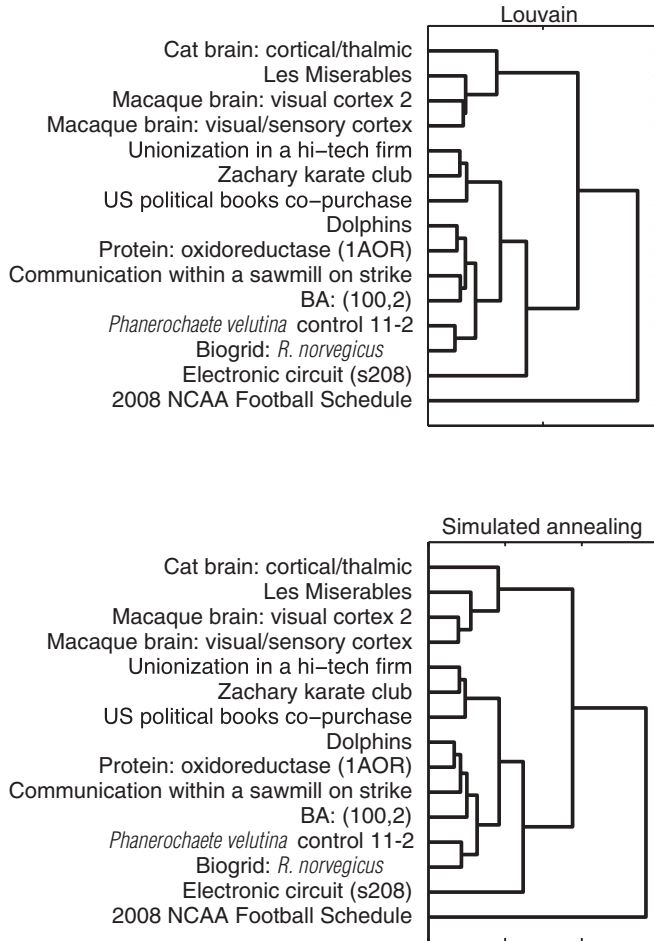 Louvain
Cat brain: cortical/thalmic
Les Miserables
Macaque brain: visual cortex 2
Macaque brain: visual/sensory cortex
Unionization in a hi−tech firm
Zachary karate club
US political books co−purchase
Dolphins
Protein: oxidoreductase (1AOR)
Communication within a sawmill on strike
BA: (100,2)
Phanerochaete velutina control 11-2
Biogrid: R. norvegicus
Electronic circuit (s208)
2008 NCAA Football Schedule
Simulated annealing
Cat brain: cortical/thalmic
Les Miserables
Macaque brain: visual cortex 2
Macaque brain: visual/sensory cortex
Unionization in a hi−tech firm
Zachary karate club
US political books co−purchase
Dolphins
Protein: oxidoreductase (1AOR)
Communication within a sawmill on strike
BA: (100,2)
Phanerochaete velutina control 11-2
Biogrid: R. norvegicus
Electronic circuit (s208)
2008 NCAA Football Schedule